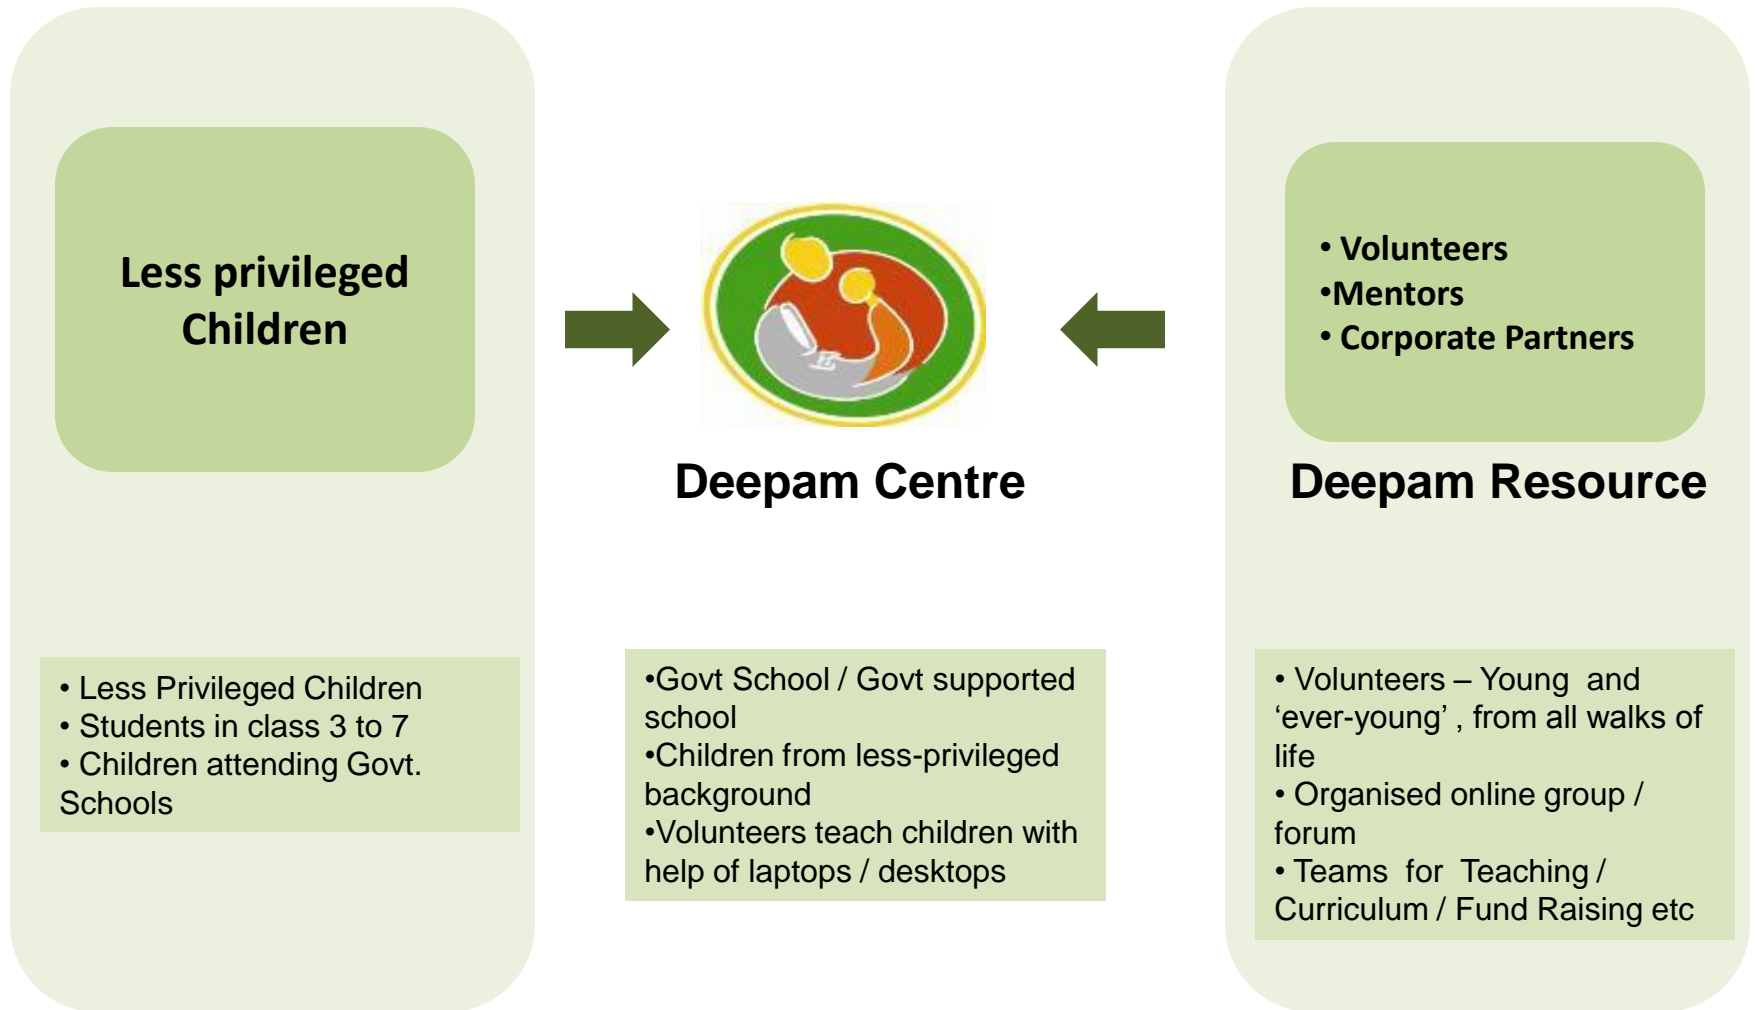 Less privileged
Children
Deepam Centre
• Volunteers
•Mentors
• Corporate Partners
Deepam Resource
• Less Privileged Children
• Students in class 3 to 7
• Children attending Govt.
Schools
•Govt School / Govt supported
school
•Children from less-privileged
background
•Volunteers teach children with
help of laptops / desktops
• Volunteers – Young and
‘ever-young’ , from all walks of
life
• Organised online group /
forum
• Teams for Teaching /
Curriculum / Fund Raising etc